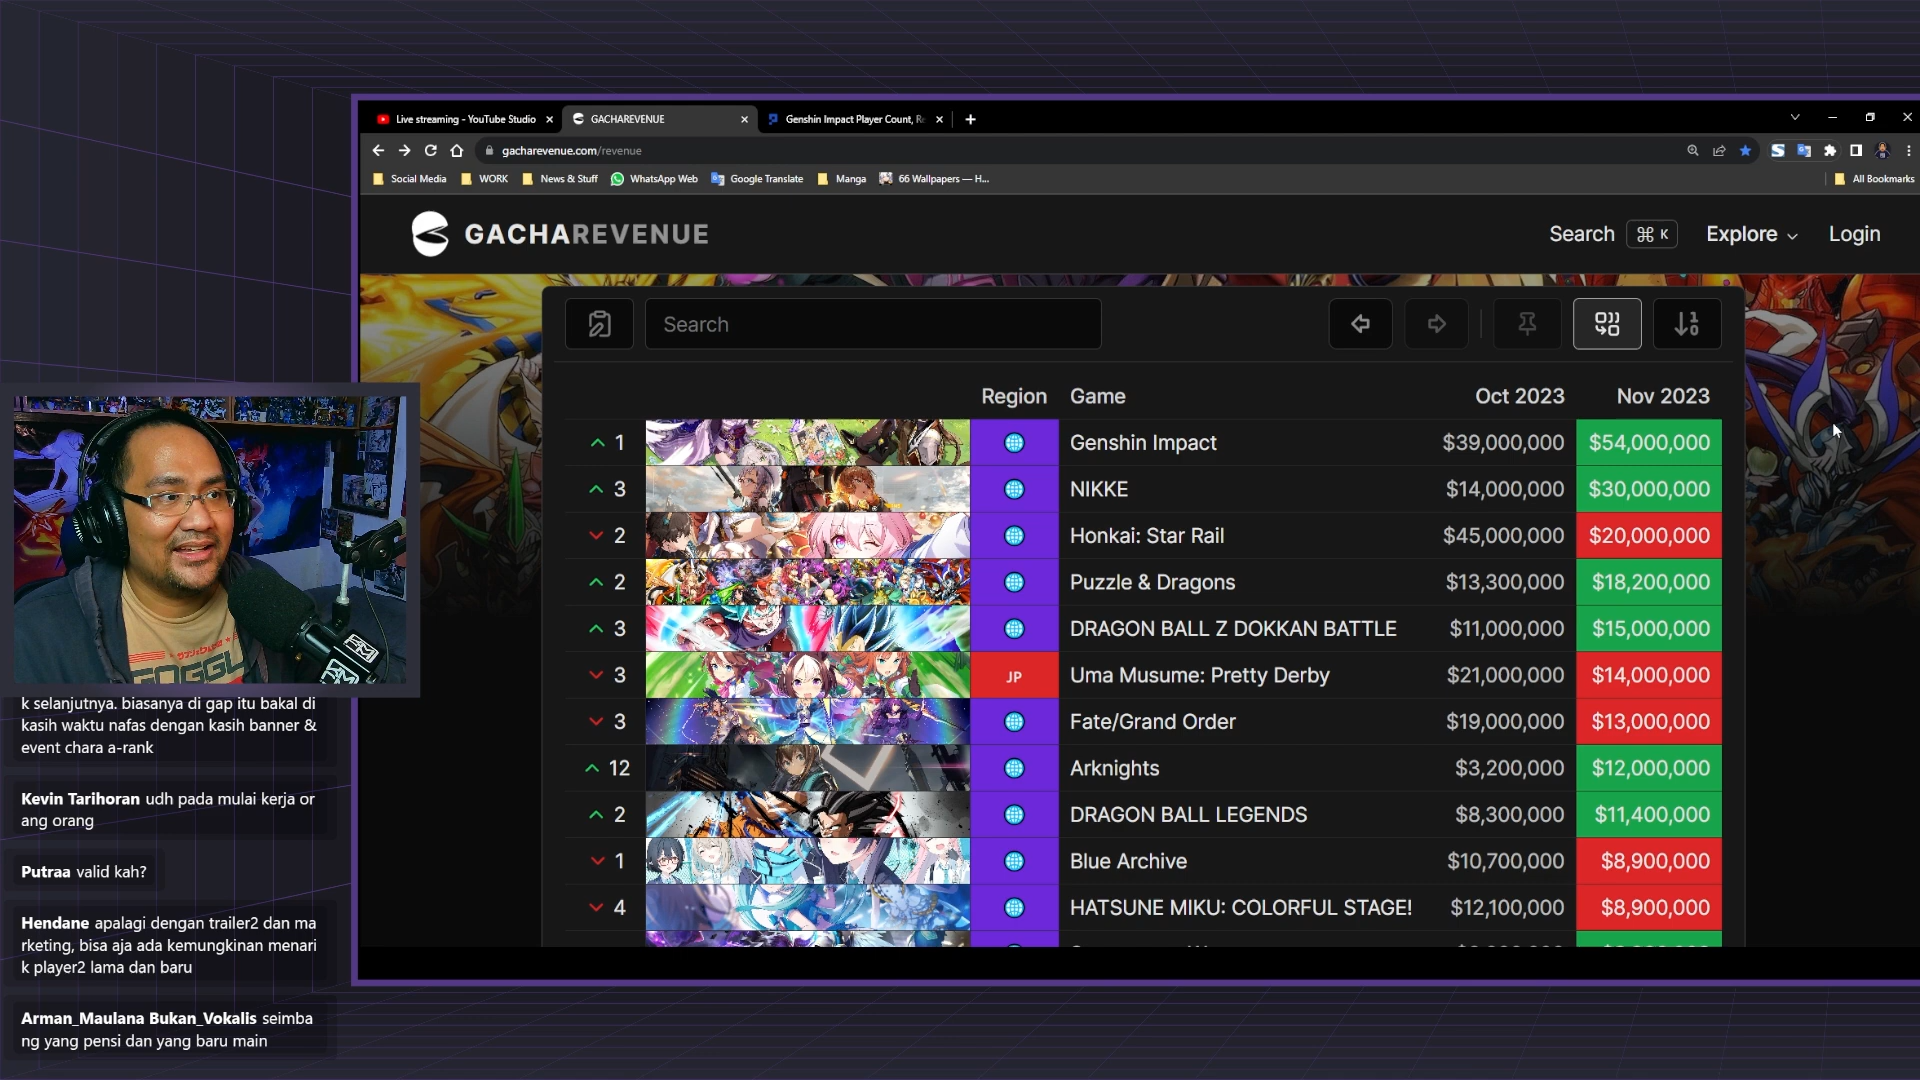 Live streaming - YouTube Studio
GACHAREVENUE
Genshin Impact Player Count, R
gacharevenue.com/revenue
Social Media
WORK
News & Stuff
WhatsApp Web
Google Translate
Manga
66 Wallpapers — H...
All Bookmarks
GACHAREVENUE
Search ⌘ K
Explore
Login
Search
Region Game Oct 2023 Nov 2023
1 Genshin Impact $39,000,000 $54,000,000
3 NIKKE $14,000,000 $30,000,000
2 Honkai: Star Rail $45,000,000 $20,000,000
2 Puzzle & Dragons $13,300,000 $18,200,000
3 DRAGON BALL Z DOKKAN BATTLE $11,000,000 $15,000,000
3 JP Uma Musume: Pretty Derby $21,000,000 $14,000,000
3 Fate/Grand Order $19,000,000 $13,000,000
12 Arknights $3,200,000 $12,000,000
2 DRAGON BALL LEGENDS $8,300,000 $11,400,000
1 Blue Archive $10,700,000 $8,900,000
4 HATSUNE MIKU: COLORFUL STAGE! $12,100,000 $8,900,000
k selanjutnya. biasanya di gap itu bakal di
kasih waktu nafas dengan kasih banner &
event chara a-rank
Kevin Tarihoran udh pada mulai kerja or
ang orang
Putraa valid kah?
Hendane apalagi dengan trailer2 dan ma
rketing, bisa aja ada kemungkinan menari
k player2 lama dan baru
Arman_Maulana Bukan_Vokalis seimba
ng yang pensi dan yang baru main